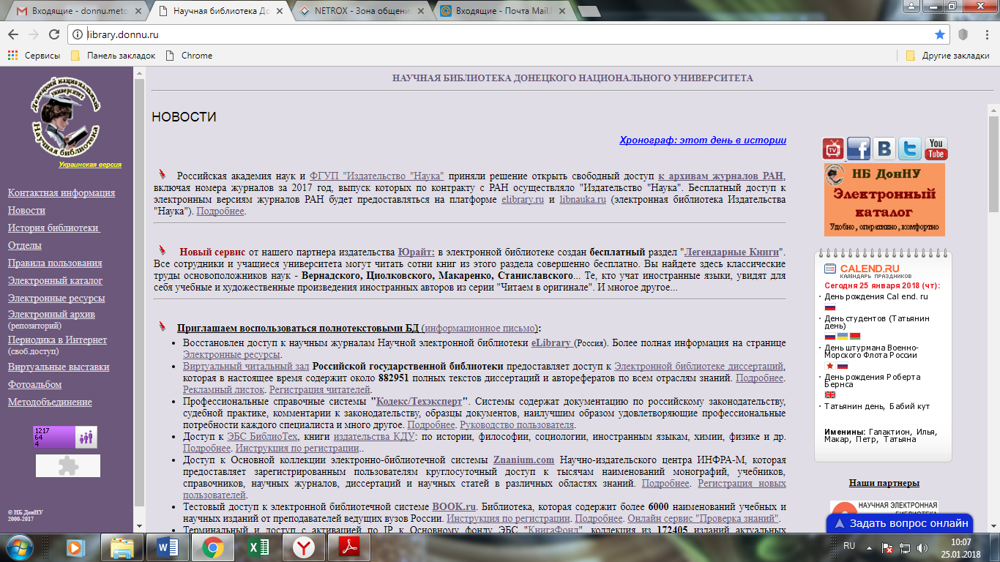 Входящие - donnu.meto
Научная библиотека До
NETROX - Зона общени
Входящие - Почта Mail.
library.donnu.ru
Сервисы
Панель закладок
Chrome
Другие закладки
Донецкий национальный университет
Научная библиотека
Украинская версия
Контактная информация
Новости
История библиотеки
Отделы
Правила пользования
Электронный каталог
Электронные ресурсы
Электронный архив
(репозиторий)
Периодика в Интернет
(своб.доступ)
Виртуальные выставки
Фотоальбом
Методобъединение
1217
64
4
© НБ ДонНУ
2000-2017
НАУЧНАЯ БИБЛИОТЕКА ДОНЕЦКОГО НАЦИОНАЛЬНОГО УНИВЕРСИТЕТА
НОВОСТИ
Хронограф: этот день в истории
Российская академия наук и ФГУП "Издательство "Наука" приняли решение открыть свободный доступ к архивам журналов РАН,
включая номера журналов за 2017 год, выпуск которых по контракту с РАН осуществляло "Издательство "Наука". Бесплатный доступ к
электронным версиям журналов РАН будет предоставляться на платформе elibrary.ru и libnauka.ru (электронная библиотека Издательства
"Наука"). Подробнее.
Новый сервис от нашего партнера издательства Юрайт: в электронной библиотеке создан бесплатный раздел "Легендарные Книги".
Все сотрудники и учащиеся университета могут читать сотни книг из этого раздела совершенно бесплатно. Вы найдете здесь классические
труды основоположников наук - Вернадского, Циолковского, Макаренко, Станиславского... Те, кто учат иностранные языки, увидят для
себя учебные и художественные произведения иностранных авторов из серии "Читаем в оригинале". И многое другое...
Приглашаем воспользоваться полнотекстовыми БД (информационное письмо):
• Восстановлен доступ к научным журналам Научной электронной библиотеки eLibrary (Россия). Более полная информация на странице
Электронные ресурсы.
• Виртуальный читальный зал Российской государственной библиотеки предоставляет доступ к Электронной библиотеке диссертаций,
которая в настоящее время содержит около 882951 полных текстов диссертаций и авторефератов по всем отраслям знаний. Подробнее.
Рекламный листок. Регистрация читателей.
• Профессиональные справочные системы "Кодекс/Техэксперт". Системы содержат документацию по российскому законодательству,
судебной практике, комментарии к законодательству, образцы документов, наилучшим образом удовлетворяющие профессиональные
потребности каждого специалиста и много другое. Подробнее. Руководство пользователя.
• Доступ к ЭБС БиблиоТех, книги издательства КДУ: по истории, философии, социологии, иностранным языкам, химии, физике и др.
Подробнее. Инструкция по регистрации..
• Доступ к Основной коллекции электронно-библиотечной системы Znanium.com Научно-издательского центра ИНФРА-М, которая
предоставляет зарегистрированным пользователям круглосуточный доступ к тысячам наименований монографий, учебников,
справочников, научных журналов, диссертаций и научных статей в различных областях знаний. Подробнее. Регистрация новых
пользователей.
• Тестовый доступ к электронной библиотечной системе BOOK.ru. Библиотека, которая содержит более 6000 наименований учебных и
научных изданий от преподавателей ведущих вузов России. Инструкция по регистрации. Подробнее. Онлайн сервис "Проверка знаний".
• Терминальный и доступ с активацией по IP к Основному фонду ЭБС "КнигаФонд", коллекция из 172405 изданий актуальных
TV
You
Tube
НБ ДонНУ
Электронный
каталог
Удобно, оперативно, комфортно
CALEND.RU
КАЛЕНДАРЬ ПРАЗДНИКОВ
Сегодня 25 января 2018 (чт):
· День рождения Cal end. ru
· День студентов (Татьянин
день)
· День штурмана Военно-
Морского Флота России
· День рождения Роберта
Бернса
· Татьянин день, Бабий кут
Именины: Галактион, Илья,
Макар, Петр, Татьяна
Наши партнеры
НАУЧНАЯ ЭЛЕКТРОННАЯ
Задать вопрос онлайн
RU
10:07
25.01.2018